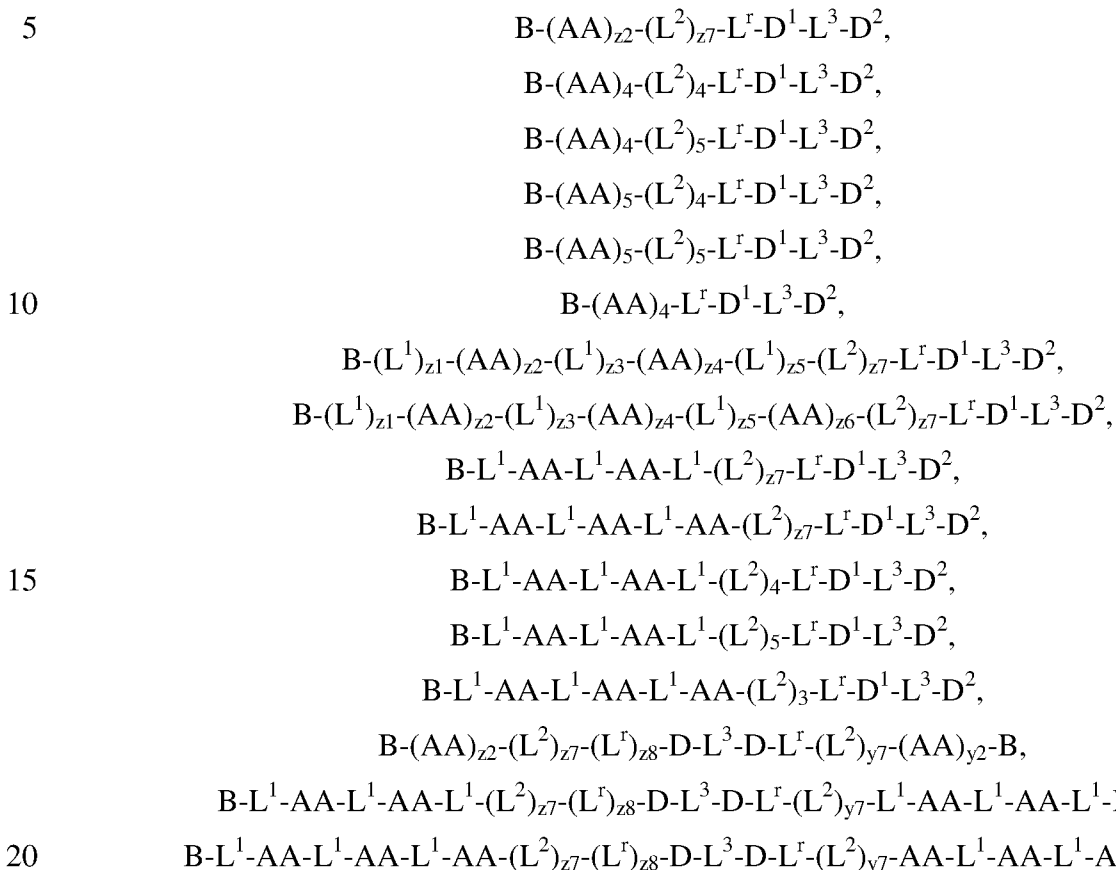 5 B-(AA)z2-(L²)z7-Lʳ-D¹-L³-D²,
B-(AA)₄-(L²)₄-Lʳ-D¹-L³-D²,
B-(AA)₄-(L²)₅-Lʳ-D¹-L³-D²,
B-(AA)₅-(L²)₄-Lʳ-D¹-L³-D²,
B-(AA)₅-(L²)₅-Lʳ-D¹-L³-D²,
10 B-(AA)₄-Lʳ-D¹-L³-D²,
B-(L¹)z1-(AA)z2-(L¹)z3-(AA)z4-(L¹)z5-(L²)z7-Lʳ-D¹-L³-D²,
B-(L¹)z1-(AA)z2-(L¹)z3-(AA)z4-(L¹)z5-(AA)z6-(L²)z7-Lʳ-D¹-L³-D²,
B-L¹-AA-L¹-AA-L¹-(L²)z7-Lʳ-D¹-L³-D²,
B-L¹-AA-L¹-AA-L¹-AA-(L²)z7-Lʳ-D¹-L³-D²,
15 B-L¹-AA-L¹-AA-L¹-(L²)₄-Lʳ-D¹-L³-D²,
B-L¹-AA-L¹-AA-L¹-(L²)₅-Lʳ-D¹-L³-D²,
B-L¹-AA-L¹-AA-L¹-AA-(L²)₃-Lʳ-D¹-L³-D²,
B-(AA)z2-(L²)z7-(Lʳ)z8-D-L³-D-Lʳ-(L²)y7-(AA)y2-B,
B-L¹-AA-L¹-AA-L¹-(L²)z7-(Lʳ)z8-D-L³-D-Lʳ-(L²)y7-L¹-AA-L¹-AA-L¹-
20 B-L¹-AA-L¹-AA-L¹-AA-(L²)z7-(Lʳ)z8-D-L³-D-Lʳ-(L²)y7-AA-L¹-AA-L¹-A